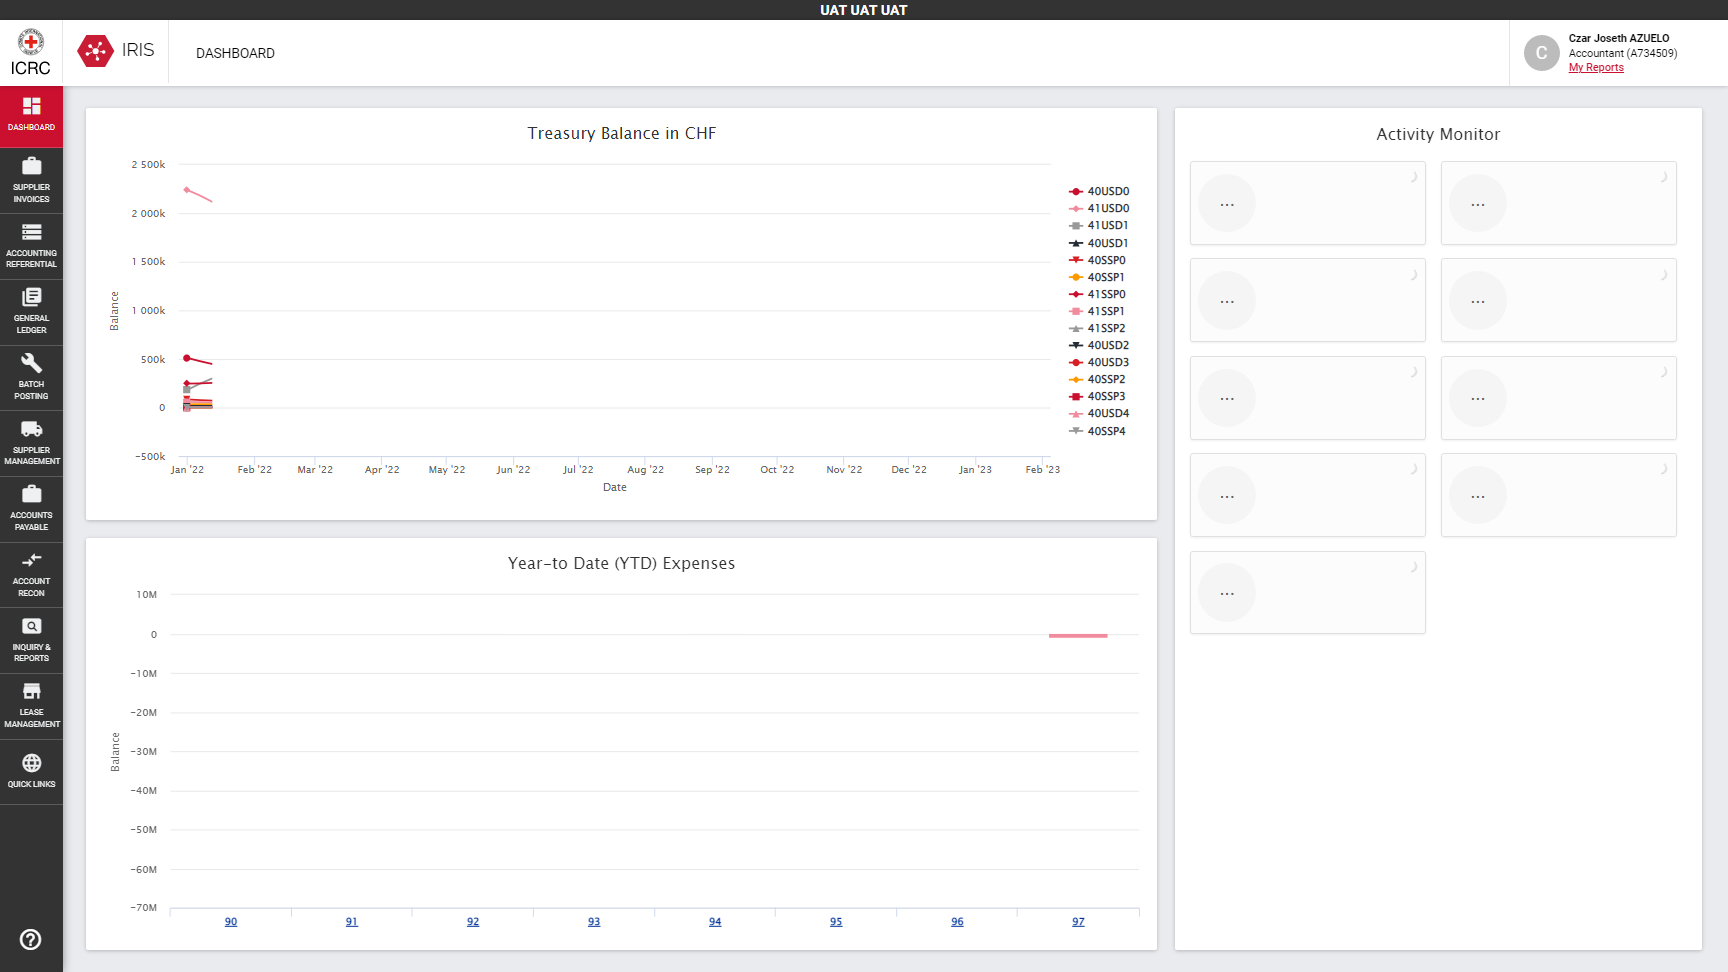 UAT UAT UAT
ICRC
IRIS
DASHBOARD
C
Czar Joseth AZUELO
Accountant (A734509)
My Reports
DASHBOARD
SUPPLIER
INVOICES
ACCOUNTING
REFERENTIAL
GENERAL
LEDGER
BATCH
POSTING
SUPPLIER
MANAGEMENT
ACCOUNTS
PAYABLE
ACCOUNT
RECON
INQUIRY &
REPORTS
LEASE
MANAGEMENT
QUICK LINKS
Treasury Balance in CHF
2 500k
2 000k
1 500k
1 000k
500k
0
-500k
Balance
Jan '22 Feb '22 Mar '22 Apr '22 May '22 Jun '22 Jul '22 Aug '22 Sep '22 Oct '22 Nov '22 Dec '22 Jan '23 Feb '23
Date
40USD0
41USD0
41USD1
40USD1
40SSP0
40SSP1
41SSP0
41SSP1
41SSP2
40USD2
40USD3
40SSP2
40SSP3
40USD4
40SSP4
Year-to Date (YTD) Expenses
10M
0
-10M
-20M
-30M
-40M
-50M
-60M
-70M
Balance
90 91 92 93 94 95 96 97
Activity Monitor
... ...
... ...
... ...
... ...
...